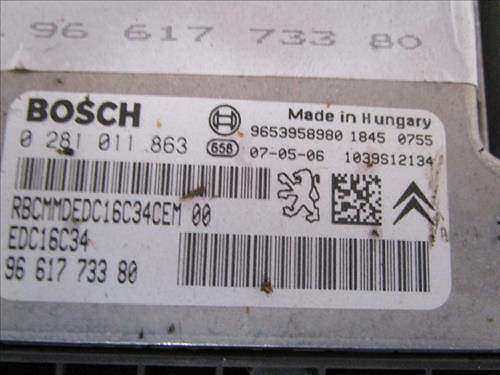 96 617 733 80
BOSCH
Made in Hungary
9653958980 1845 0755
0 281 011 863
658 07-05-06 1039S12134
RBCMMDEDC16C34CEM 00
EDC16C34
96 617 733 80